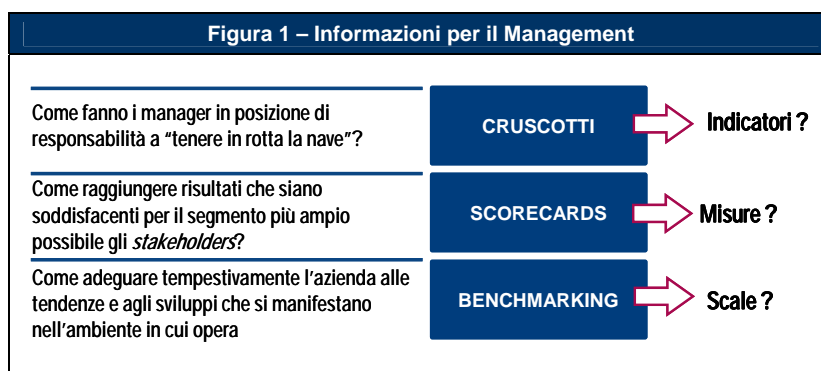 Figura 1 – Informazioni per il Management
Come fanno i manager in posizione di
responsabilità a “tenere in rotta la nave”?
CRUSCOTTI
Indicatori ?
Come raggiungere risultati che siano
soddisfacenti per il segmento più ampio
possibile gli stakeholders?
SCORECARDS
Misure ?
Come adeguare tempestivamente l’azienda alle
tendenze e agli sviluppi che si manifestano
nell’ambiente in cui opera
BENCHMARKING
Scale ?